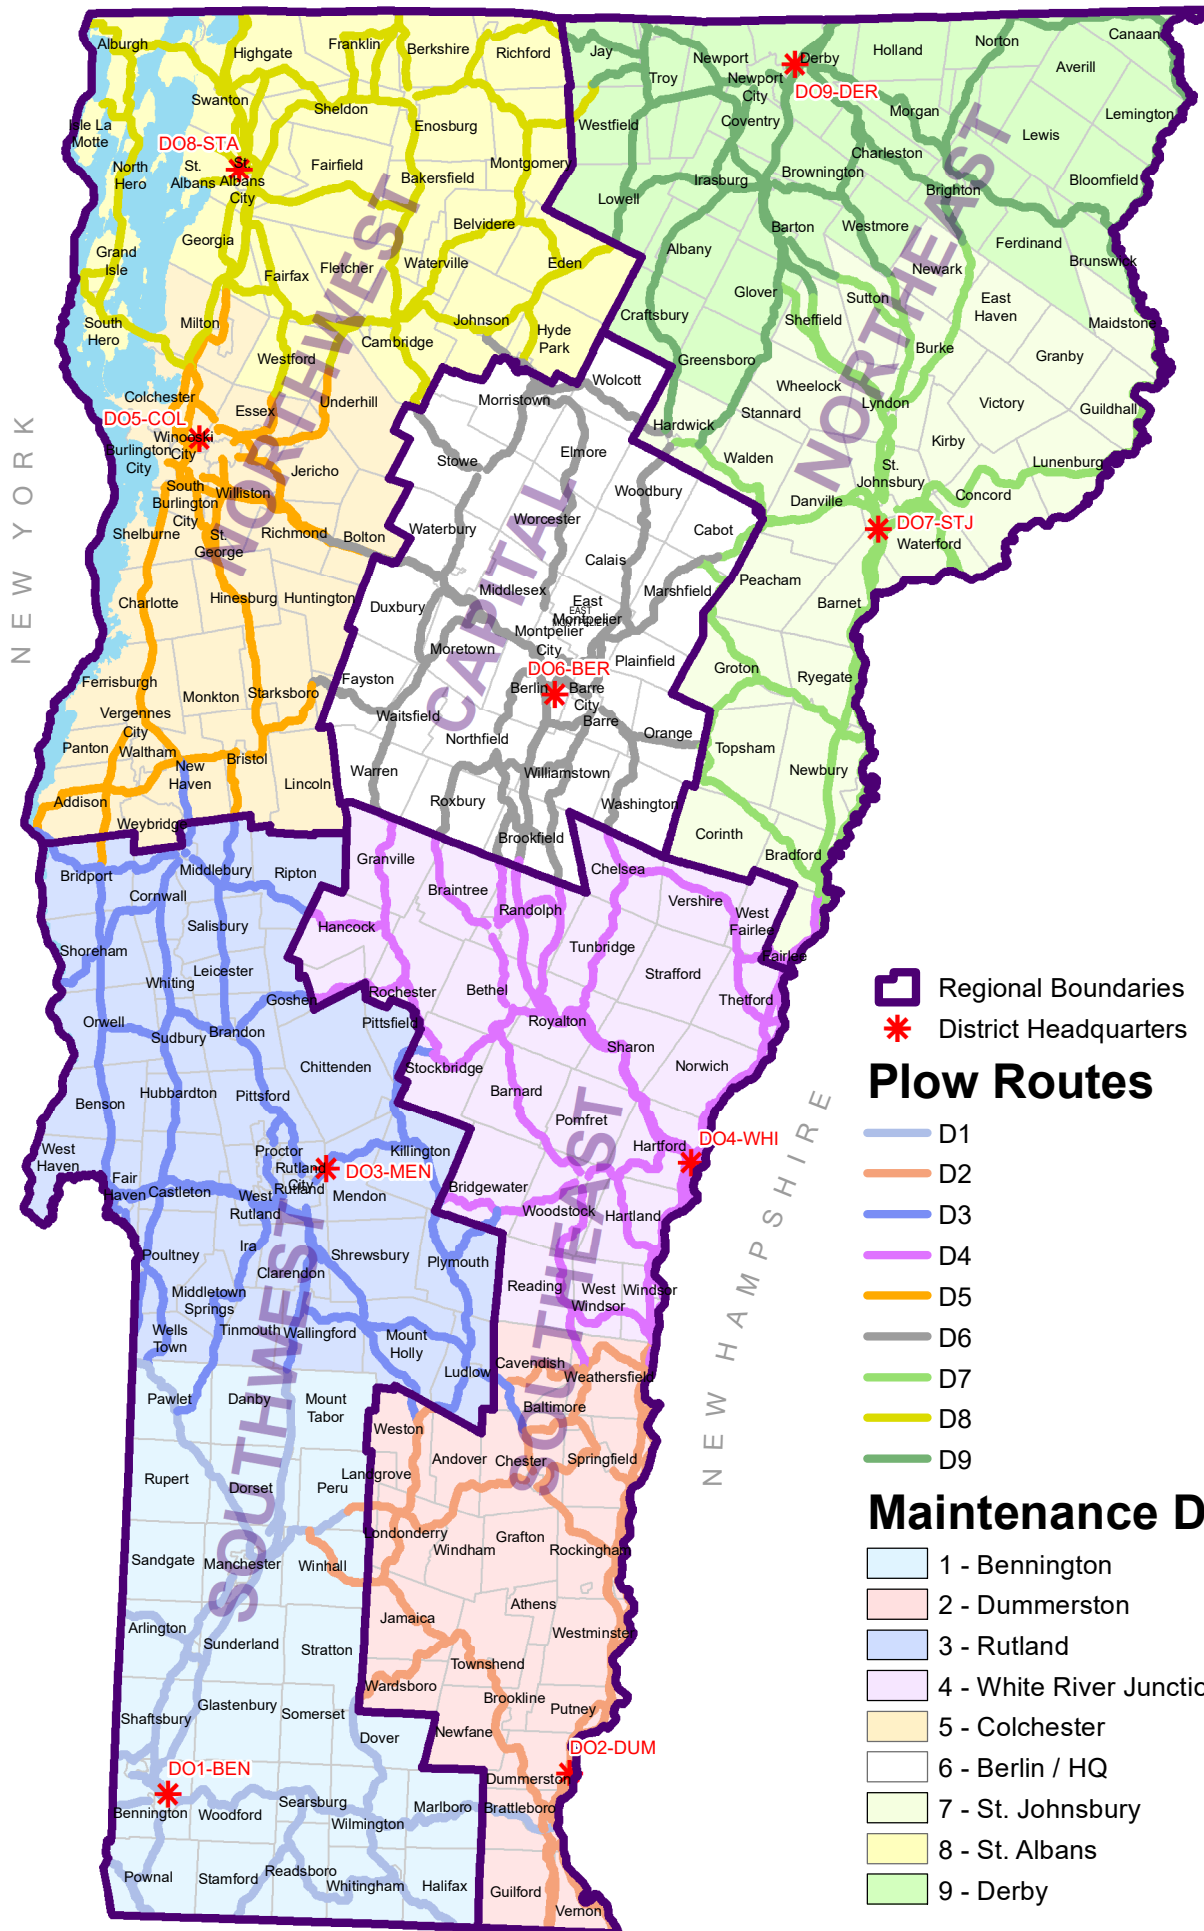 Alburgh
Highgate
Franklin
Berkshire
Richford
Jay
Troy
Newport
Newport
City
Derby
DO9-DER
Holland
Norton
Canaan
Averill
Swanton
Sheldon
Enosburg
Westfield
Coventry
Morgan
Lewis
Lemington
Isle La
Motte
DO8-STA
North
Hero
St.
Albans
St.
Albans
City
Fairfield
Bakersfield
Montgomery
Lowell
Irasburg
Brownington
Charleston
Brighton
Bloomfield
Georgia
Belvidere
Albany
Barton
Westmore
Ferdinand
Brunswick
Grand
Isle
Fairfax
Fletcher
Waterville
Eden
Glover
Newark
South
Hero
Milton
Westford
Cambridge
Johnson
Hyde
Park
Craftsbury
Sheffield
Sutton
East
Haven
Maidstone
Greensboro
Burke
Granby
NORTHWEST
NORTHEAST
Colchester
DO5-COL
Essex
Underhill
Morristown
Wolcott
Wheelock
Stannard
Lyndon
Victory
Guildhall
Winooski
City
Burlington
City
Jericho
Stowe
Elmore
Hardwick
Walden
Kirby
Lunenburg
NEW YORK
South
Burlington
City
Williston
Woodbury
St.
Johnsbury
Danville
Concord
Shelburne
St.
George
Richmond
Bolton
Waterbury
Worcester
Calais
Cabot
DO7-STJ
Waterford
CAPITAL
Charlotte
Hinesburg
Huntington
Duxbury
Middlesex
East
Montpelier
EAST
MONTPELIER
Marshfield
Peacham
Barnet
Montpelier
City
Moretown
DO6-BER
Plainfield
Groton
Ryegate
Ferrisburgh
Monkton
Starksboro
Fayston
Berlin
Barre
City
Vergennes
City
Waitsfield
Barre
Panton
Waltham
Northfield
Orange
Topsham
New
Haven
Bristol
Warren
Williamstown
Newbury
Addison
Lincoln
Roxbury
Washington
Weybridge
Brookfield
Corinth
Bradford
Bridport
Middlebury
Ripton
Granville
Braintree
Chelsea
Cornwall
Randolph
Vershire
West
Fairlee
Salisbury
Hancock
Tunbridge
Fairlee
Shoreham
Leicester
Strafford
Whiting
Goshen
Rochester
Bethel
Thetford
Regional Boundaries
District Headquarters
Orwell
Sudbury
Brandon
Pittsfield
Royalton
Sharon
Chittenden
Stockbridge
Norwich
Plow Routes
Hubbardton
Pittsford
Benson
Barnard
Pomfret
D1
West
Haven
Proctor
Rutland
City
Killington
Hartford
DO4-WHI
D2
DO3-MEN
Fair
Haven
Castleton
West
Rutland
Rutland
Mendon
Bridgewater
Woodstock
Hartland
D3
NEW HAMPSHIRE
Poultney
Ira
Clarendon
Shrewsbury
Plymouth
D4
Middletown
Springs
Reading
West
Windsor
Windsor
D5
Wells
Town
Tinmouth
Wallingford
Mount
Holly
D6
Ludlow
Cavendish
Weathersfield
D7
Pawlet
Danby
Mount
Tabor
Baltimore
D8
Weston
Andover
Chester
Springfield
D9
SOUTHWEST
SOUTHEAST
Rupert
Dorset
Peru
Landgrove
Maintenance D
Londonderry
Windham
Grafton
Rockingham
Sandgate
Manchester
Winhall
1 - Bennington
Athens
2 - Dummerston
Arlington
Sunderland
Stratton
Jamaica
Westminster
3 - Rutland
Townshend
Wardsboro
Brookline
4 - White River Junctio
Shaftsbury
Glastenbury
Somerset
Putney
5 - Colchester
Dover
Newfane
DO2-DUM
6 - Berlin / HQ
DO1-BEN
Dummerston
Bennington
Woodford
Searsburg
Wilmington
Marlboro
Brattleboro
7 - St. Johnsbury
8 - St. Albans
Pownal
Stamford
Readsboro
Whitingham
Halifax
Guilford
9 - Derby
Vernon